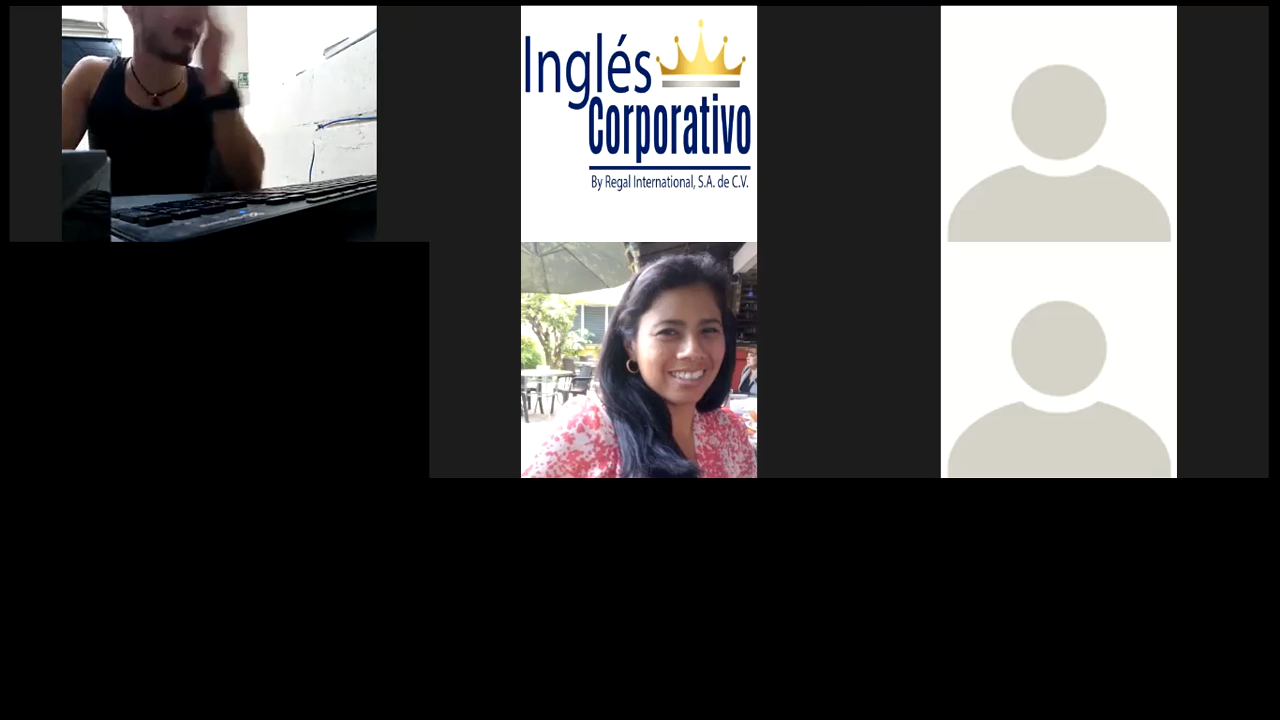 Inglés
Corporativo
By Regal International, S.A. de C.V.